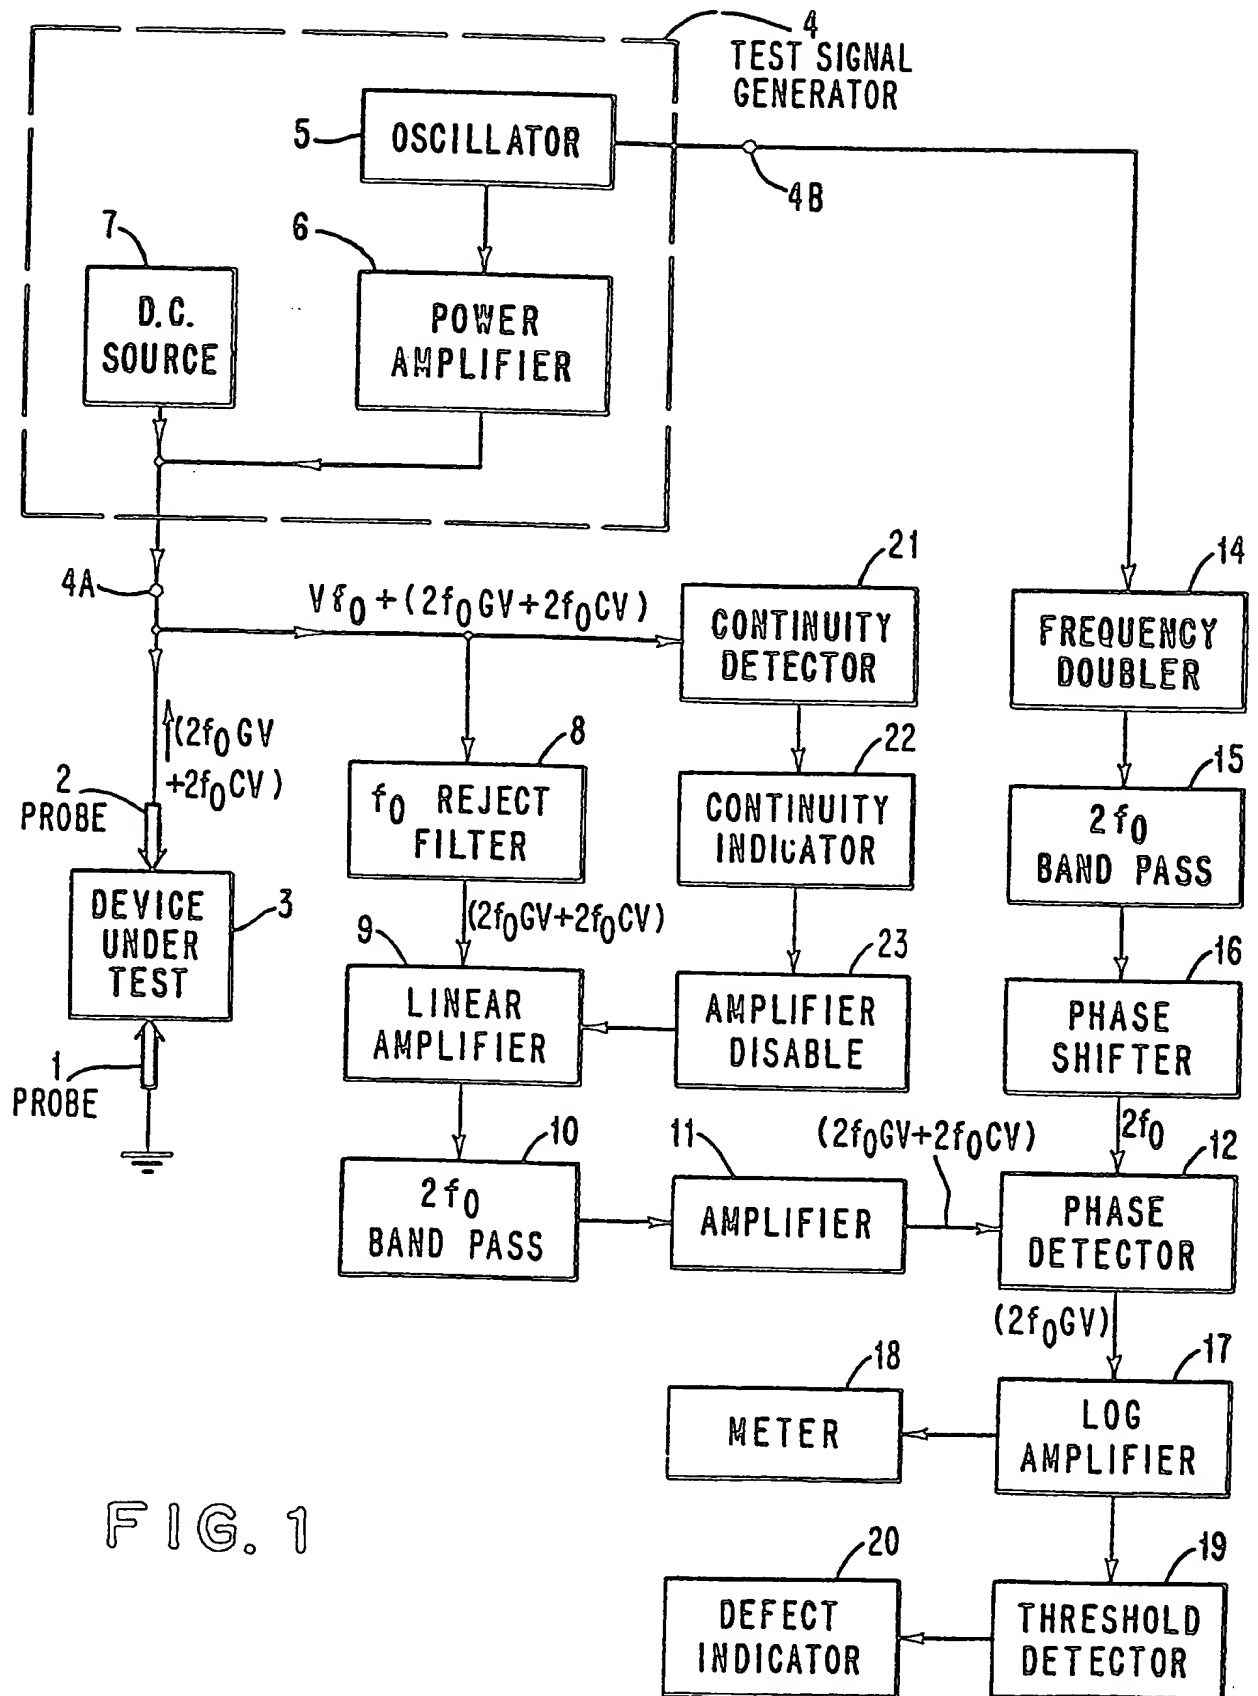 4
TEST SIGNAL
GENERATOR
5
OSCILLATOR
4B
7
D.C.
SOURCE
6
POWER
AMPLIFIER
4A
Vf0 + (2f0GV + 2f0CV)
21
CONTINUITY
DETECTOR
14
FREQUENCY
DOUBLER
(2f0GV
+2f0CV)
2
PROBE
8
f0 REJECT
FILTER
22
CONTINUITY
INDICATOR
15
2f0
BAND PASS
DEVICE
UNDER
TEST
3
(2f0GV+2f0CV)
9
LINEAR
AMPLIFIER
23
AMPLIFIER
DISABLE
16
PHASE
SHIFTER
1
PROBE
2f0
10
2f0
BAND PASS
11
AMPLIFIER
(2f0GV+2f0CV)
12
PHASE
DETECTOR
(2f0GV)
18
METER
17
LOG
AMPLIFIER
FIG. 1
20
DEFECT
INDICATOR
19
THRESHOLD
DETECTOR